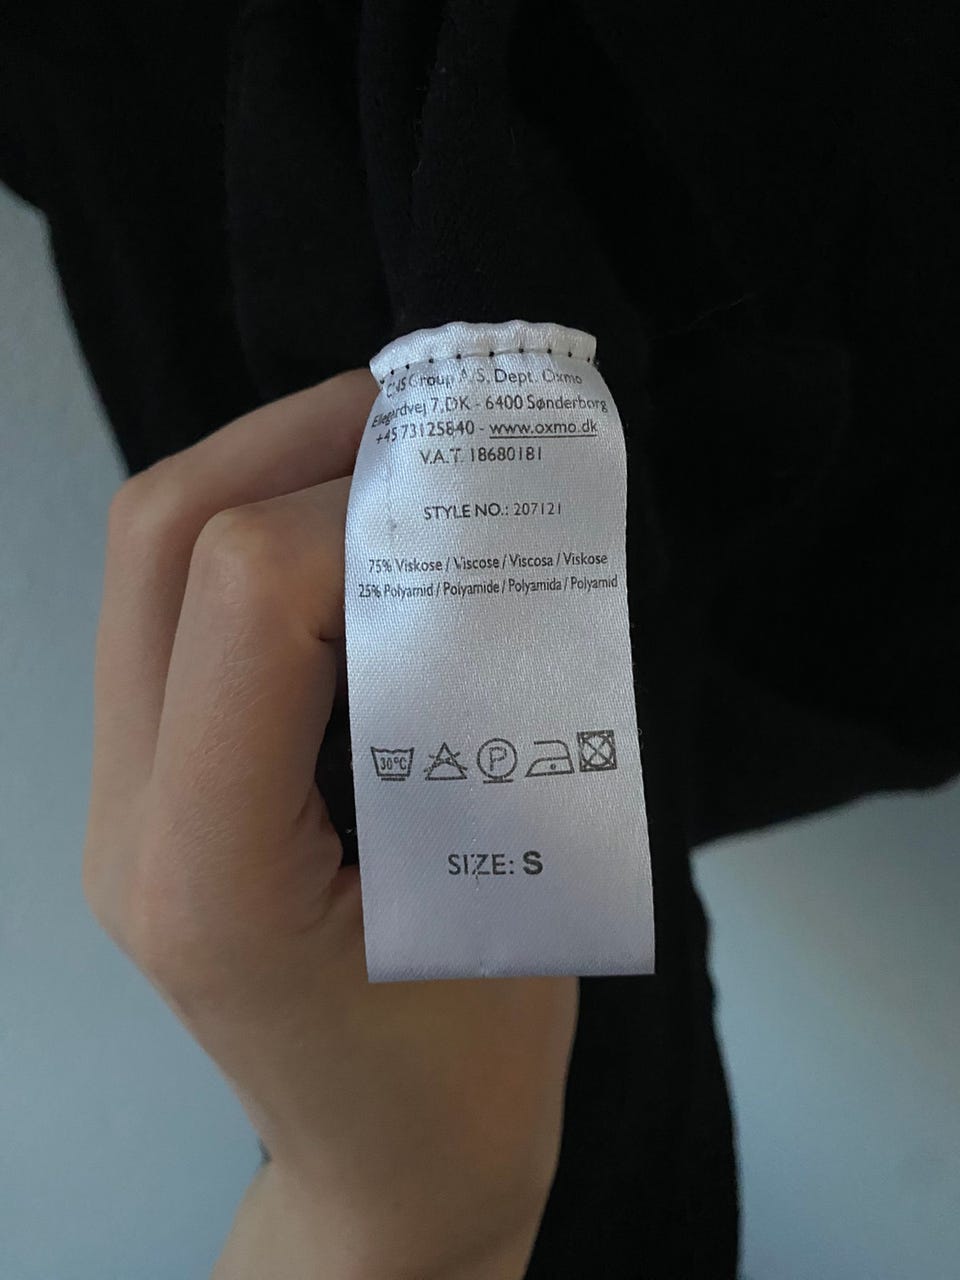 Group A/S. Dept. Oxmo
7. DK - 6400 Sønderborg
+45 73125840 - www.oxmo.dk
V.A.T. 18680181
STYLE NO.: 207121
75% Viskose / Viscose / Viscosa / Viskose
25% Polyamid / Polyamide / Polyamida / Polyamid
30°C P
SIZE: S